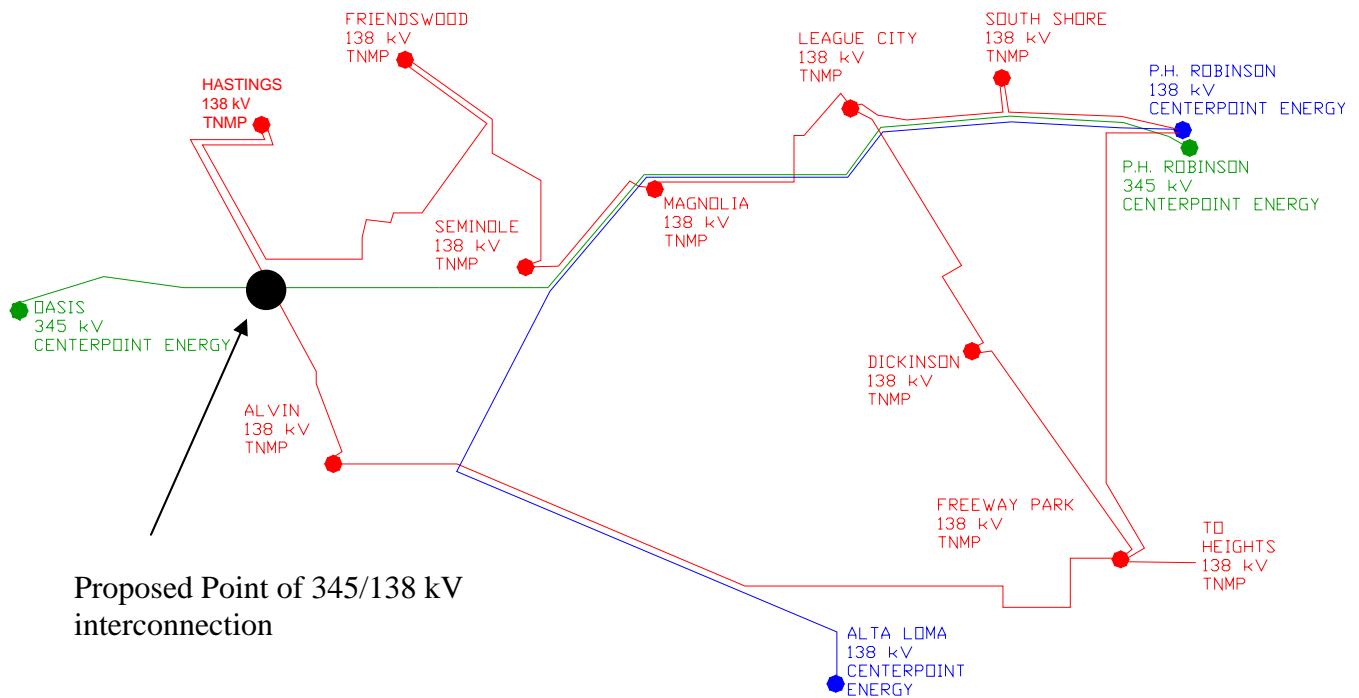 FRIENDSWOOD
138 kV
TNMP
SOUTH SHORE
138 kV
TNMP
LEAGUE CITY
138 kV
TNMP
P.H. ROBINSON
138 kV
CENTERPOINT ENERGY
HASTINGS
138 kV
TNMP
P.H. ROBINSON
345 kV
CENTERPOINT ENERGY
MAGNOLIA
138 kV
TNMP
SEMINOLE
138 kV
TNMP
OASIS
345 kV
CENTERPOINT ENERGY
DICKINSON
138 kV
TNMP
ALVIN
138 kV
TNMP
FREEWAY PARK
138 kV
TNMP
TO
HEIGHTS
138 kV
TNMP
Proposed Point of 345/138 kV
interconnection
ALTA LOMA
138 kV
CENTERPOINT
ENERGY